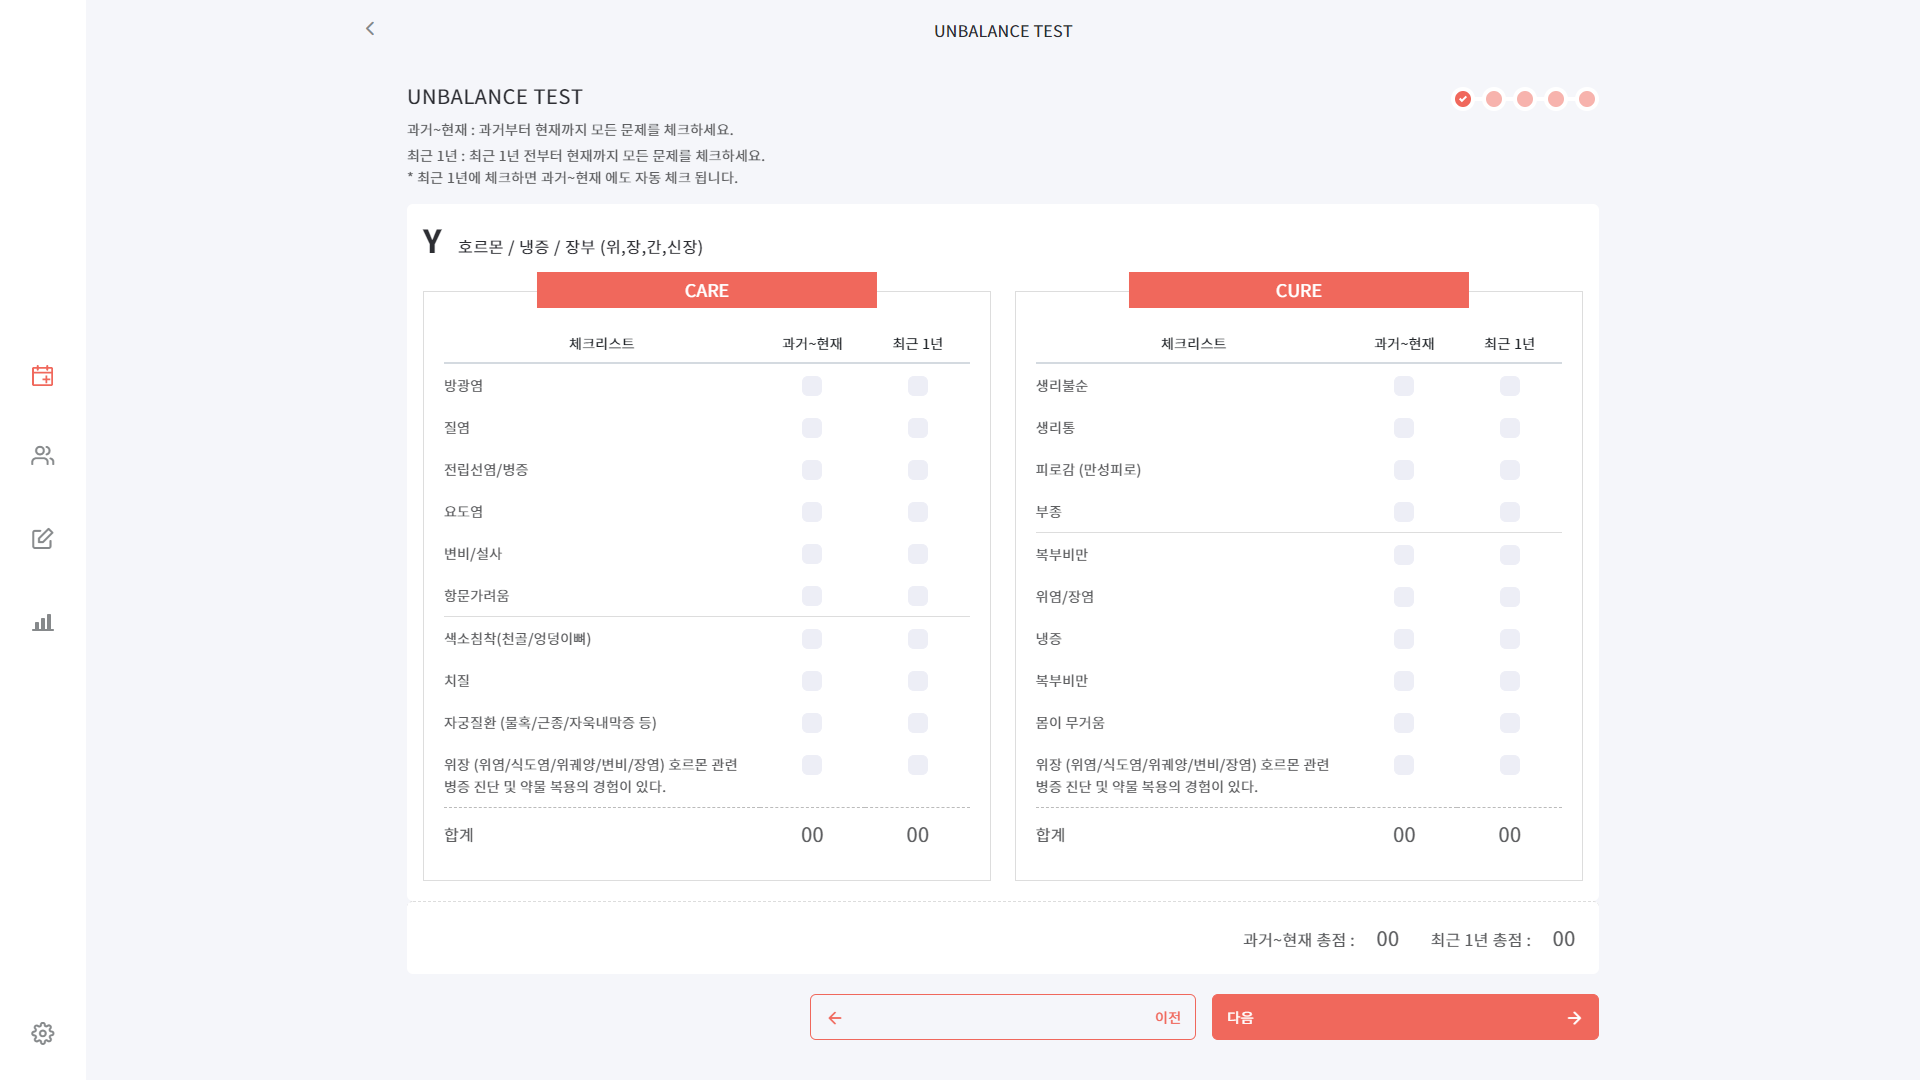 UNBALANCE TEST
UNBALANCE TEST
과거~현재 : 과거부터 현재까지 모든 문제를 체크하세요.
최근 1년 : 최근 1년 전부터 현재까지 모든 문제를 체크하세요.
* 최근 1년에 체크하면 과거~현재 에도 자동 체크 됩니다.
Y 호르몬 / 냉증 / 장부 (위,장,간,신장)
CARE
체크리스트 과거~현재 최근 1년
방광염
질염
전립선염/병증
요도염
변비/설사
항문가려움
색소침착(천골/엉덩이뼈)
치질
자궁질환 (물혹/근종/자욱내막증 등)
위장 (위염/식도염/위궤양/변비/장염) 호르몬 관련
병증 진단 및 약물 복용의 경험이 있다.
합계 00 00
CURE
체크리스트 과거~현재 최근 1년
생리불순
생리통
피로감 (만성피로)
부종
복부비만
위염/장염
냉증
복부비만
몸이 무거움
위장 (위염/식도염/위궤양/변비/장염) 호르몬 관련
병증 진단 및 약물 복용의 경험이 있다.
합계 00 00
과거~현재 총점 : 00 최근 1년 총점 : 00
이전
다음